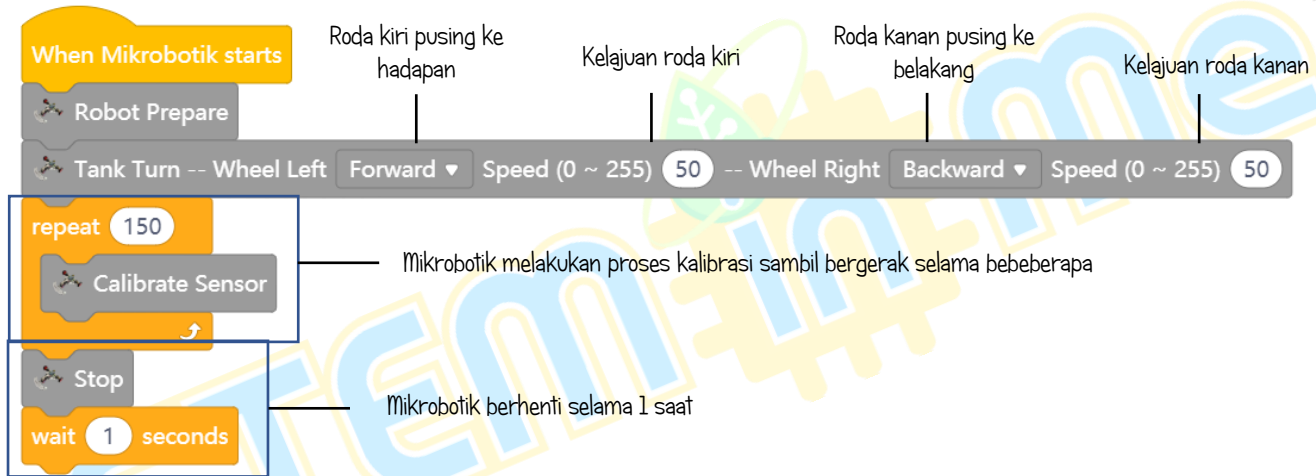 When Mikrobotik starts
Roda kiri pusing ke
hadapan
Kelajuan roda kiri
Roda kanan pusing ke
belakang
Kelajuan roda kanan
Robot Prepare
Tank Turn -- Wheel Left Forward ▼ Speed (0 ~ 255) 50 -- Wheel Right Backward ▼ Speed (0 ~ 255) 50
repeat 150
Calibrate Sensor
Mikrobotik melakukan proses kalibrasi sambil bergerak selama bebeberapa
Stop
wait 1 seconds
Mikrobotik berhenti selama 1 saat
STEM in me